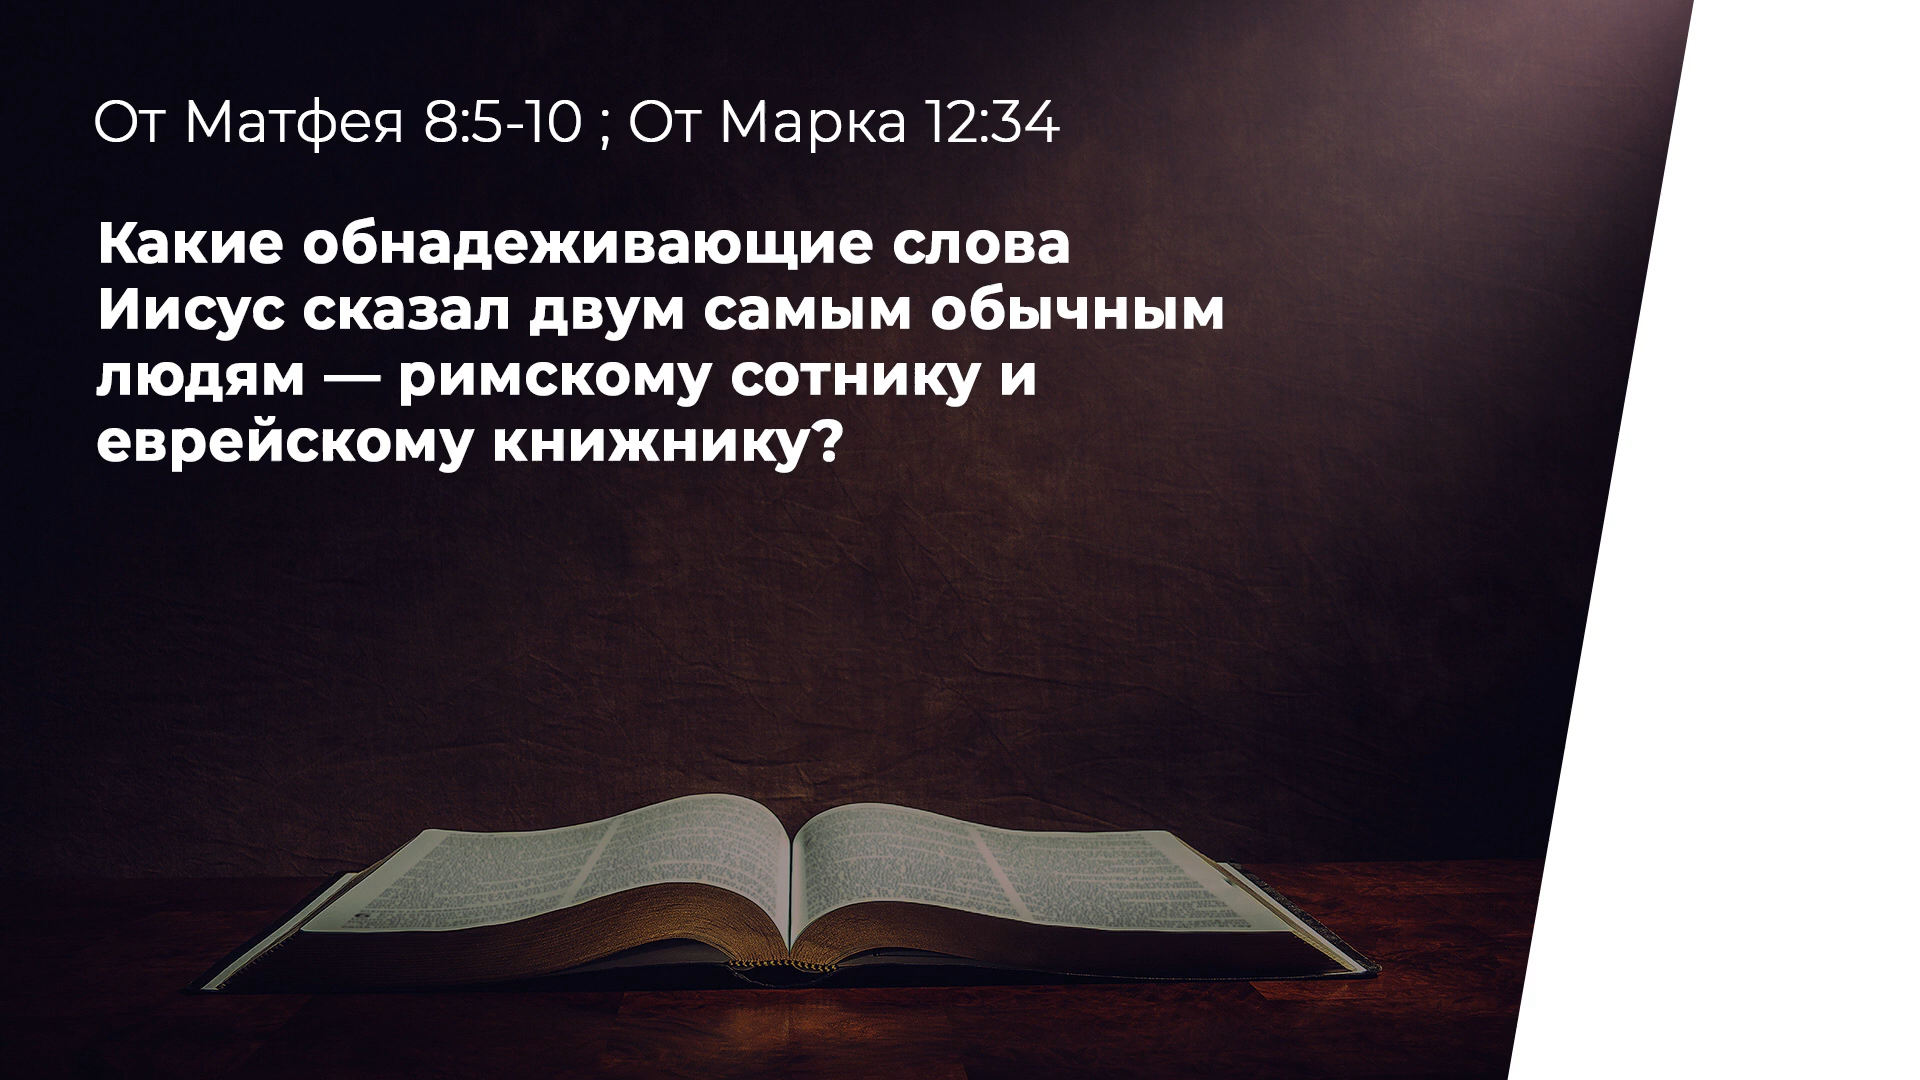 От Матфея 8:5-10 ; От Марка 12:34
Какие обнадеживающие слова
Иисус сказал двум самым обычным
людям — римскому сотнику и
еврейскому книжнику?